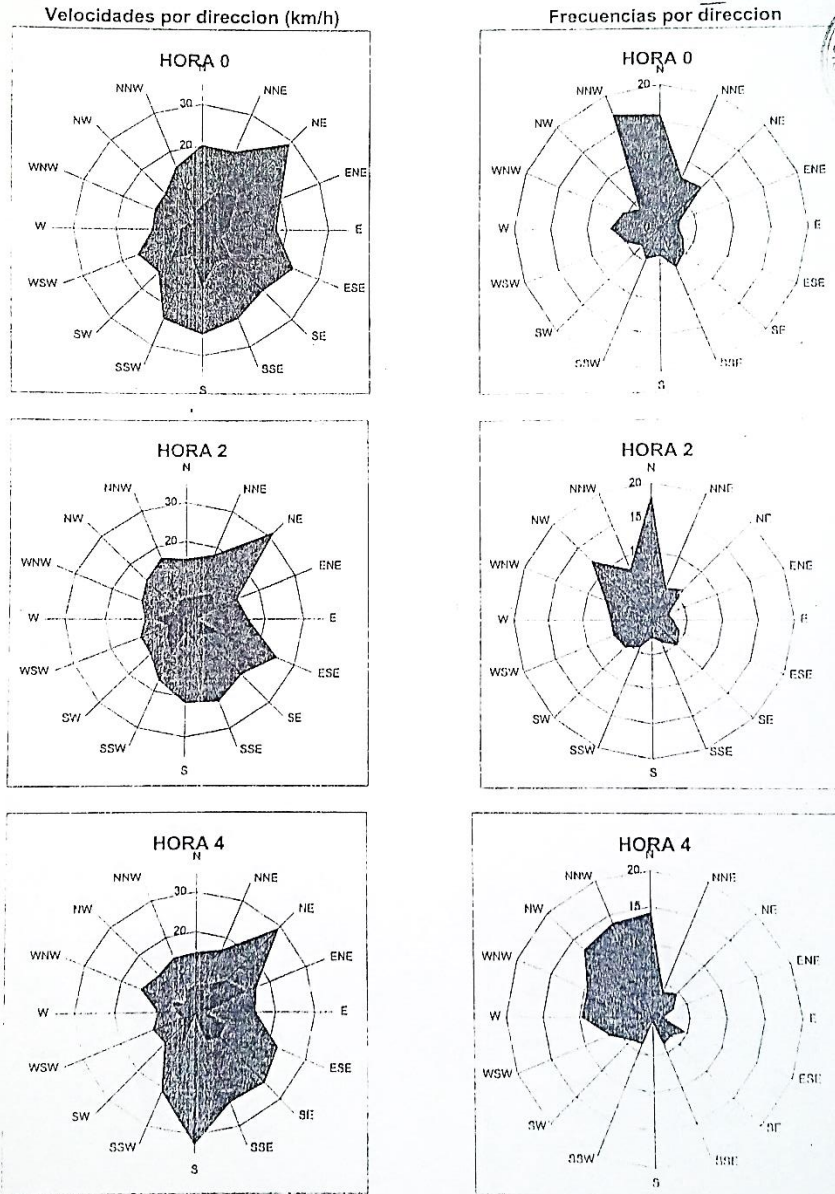 Velocidades por direccion (km/h)
Frecuencias por direccion
HORA 0
N
NNE
NE
ENE
E
ESE
SE
SSE
S
SSW
SW
WSW
W
WNW
NW
NNW
30
20
HORA 0
N
20
NNE
NE
ENE
E
ESE
SE
SSE
S
SSW
SW
WSW
W
WNW
NW
NNW
HORA 2
N
NNE
NE
ENE
E
ESE
SE
SSE
S
SSW
SW
WSW
W
WNW
NW
NNW
30
20
HORA 2
N
20
15
NNE
NE
ENE
E
ESE
SE
SSE
S
SSW
SW
WSW
W
WNW
NW
NNW
HORA 4
N
NNE
NE
ENE
E
ESE
SE
SSE
S
SSW
SW
WSW
W
WNW
NW
NNW
30
20
HORA 4
N
20
15
NNE
NE
ENE
E
ESE
SE
SSE
S
SSW
SW
WSW
W
WNW
NW
NNW